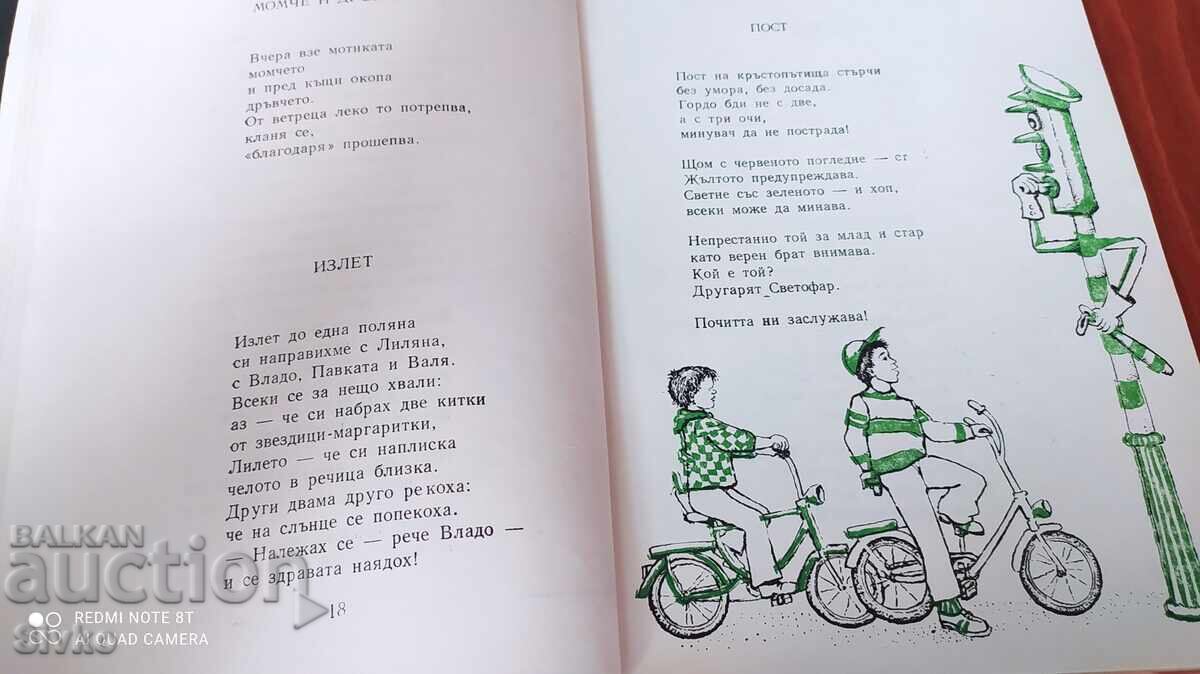 МОМЧЕ И
Вчера взе мотиката
момчето
и пред къщи окопа
дръвчето.
От ветреца леко то потрепва,
кланя се,
«благодаря» прошепва.
ИЗЛЕТ
Излет до една поляна
си направихме с Лиляна,
с Владо, Павката и Валя.
Всеки се за нещо хвали:
аз — че си набрах две китки
от звездици-маргаритки,
Лилето — че си наплиска
челото в речица близка.
Други двама друго рекоха:
че на слънце се попекоха.
Належах се — рече Владо —
и се здравата наядох!
18
ПОСТ
Пост на кръстопътища стърчи
без умора, без досада.
Гордо бди не с две,
а с три очи,
минувач да не пострада!
Щом с червеното погледне — ст
Жълтото предупреждава.
Светне със зеленото — и хоп,
всеки може да минава.
Непрестанно той за млад и стар
като верен брат внимава.
Кой е той?
Другарят Светофар.
Почитта ни заслужава!
BALKAN
auction
REDMI NOTE 8T
AI QUAD CAMERA
SIVKO